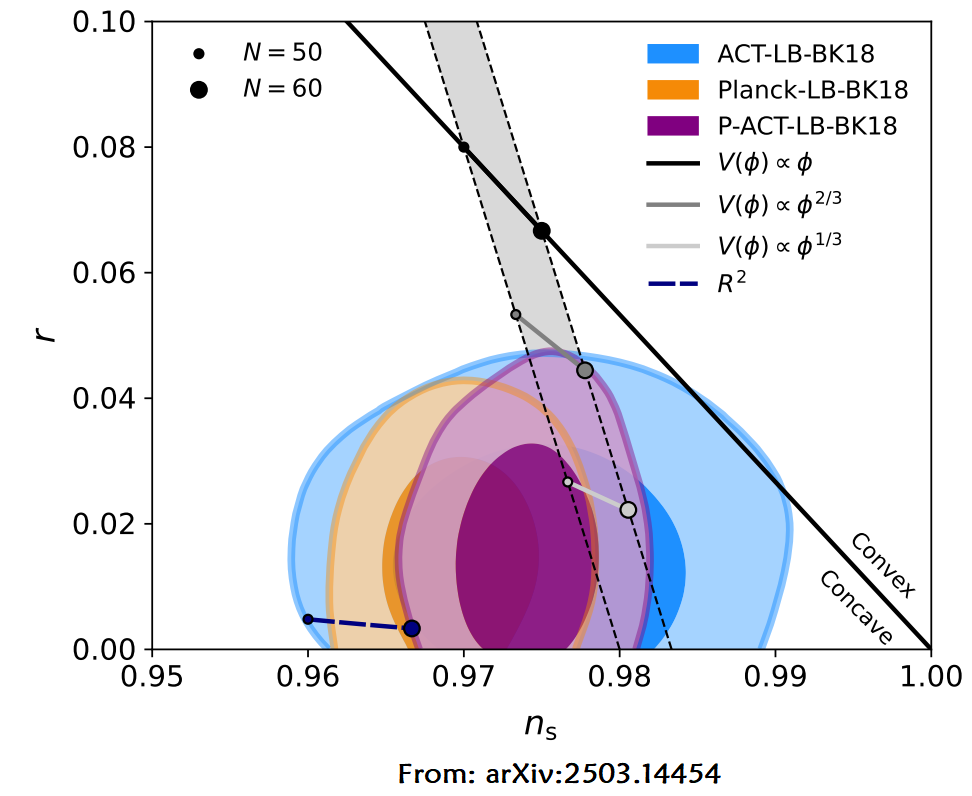 0.10
0.08
0.06
0.04
0.02
0.00
r
N = 50
N = 60
ACT-LB-BK18
Planck-LB-BK18
P-ACT-LB-BK18
V(ϕ) ∝ ϕ
V(ϕ) ∝ ϕ^{2/3}
V(ϕ) ∝ ϕ^{1/3}
R^2
Convex
Concave
0.95 0.96 0.97 0.98 0.99 1.00
n_s
From: arXiv:2503.14454